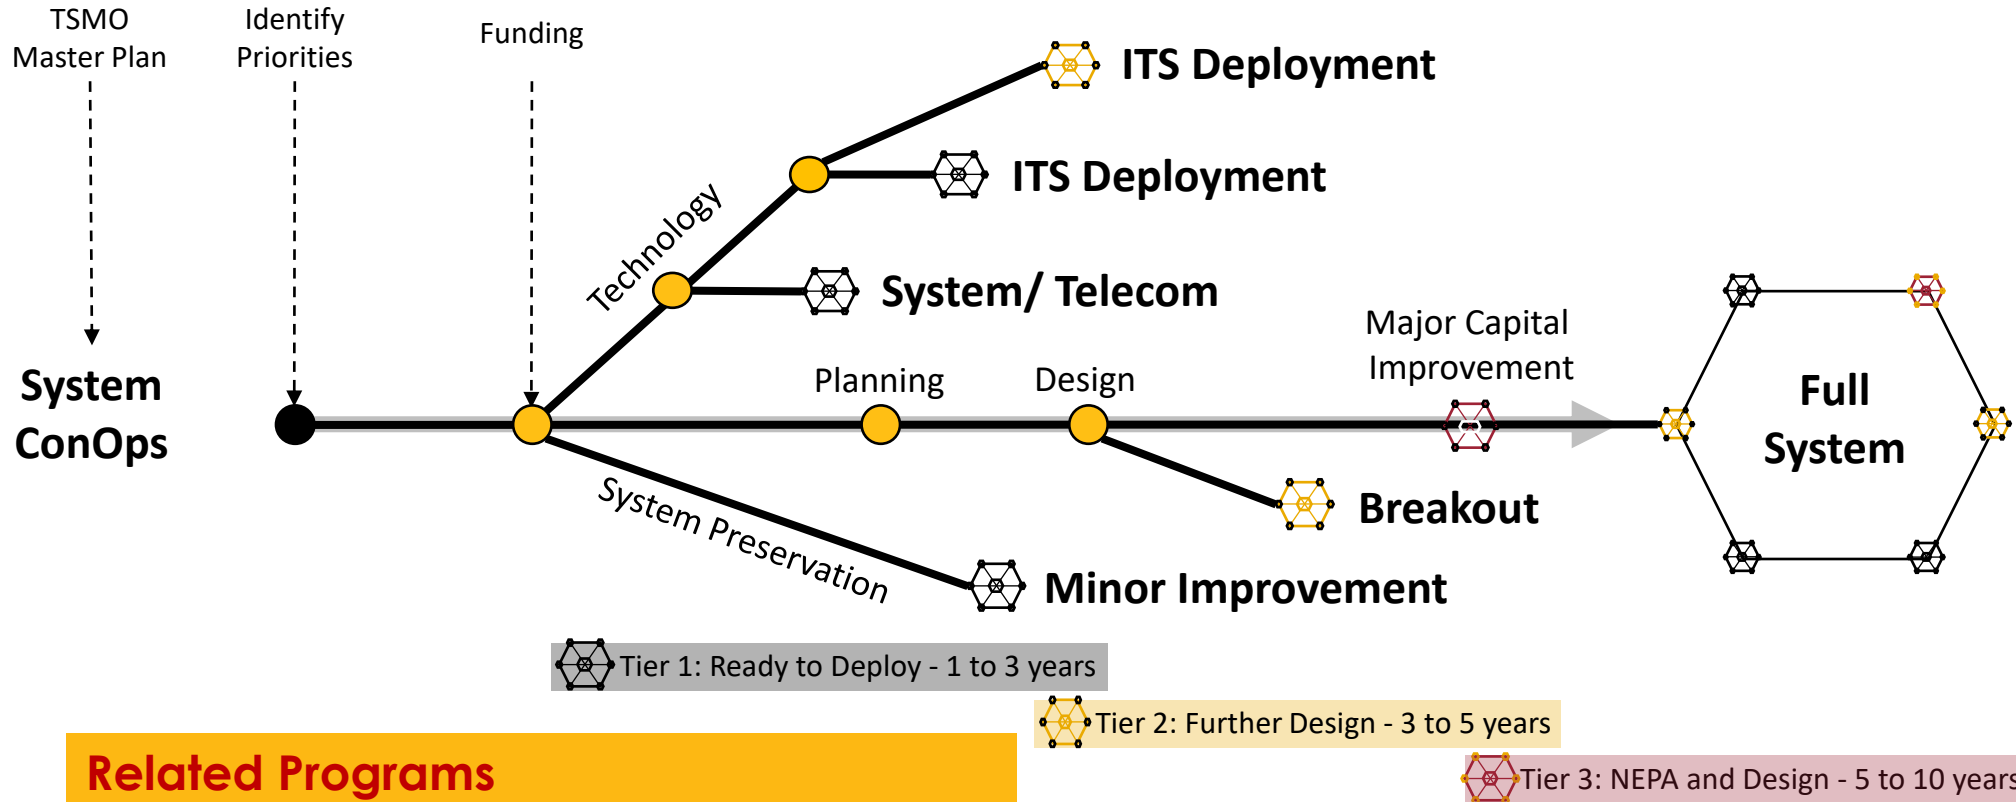 TSMO
Master Plan
Identify
Priorities
Funding
ITS Deployment
ITS Deployment
Technology
System/ Telecom
Major Capital
Improvement
System
ConOps
Planning
Design
Full
System
System Preservation
Breakout
Minor Improvement
Tier 1: Ready to Deploy - 1 to 3 years
Tier 2: Further Design - 3 to 5 years
Related Programs
Tier 3: NEPA and Design - 5 to 10 years